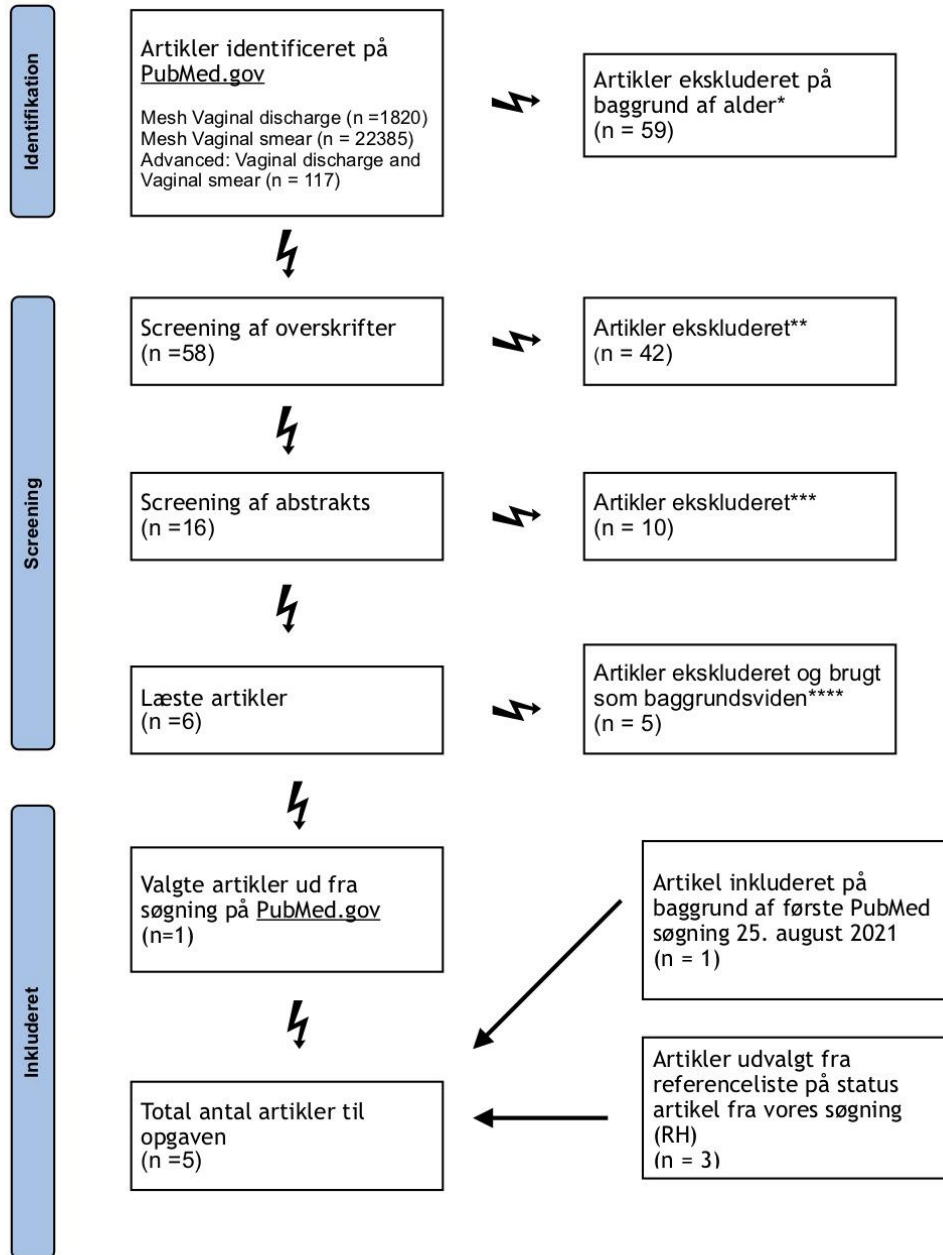 Identifikation
Artikler identificeret på
PubMed.gov
Mesh Vaginal discharge (n =1820)
Mesh Vaginal smear (n = 22385)
Advanced: Vaginal discharge and
Vaginal smear (n = 117)
Artikler ekskluderet på
baggrund af alder*
(n = 59)
Screening
Screening af overskrifter
(n =58)
Artikler ekskluderet**
(n = 42)
Screening af abstrakts
(n =16)
Artikler ekskluderet***
(n = 10)
Læste artikler
(n =6)
Artikler ekskluderet og brugt
som baggrundsviden****
(n = 5)
Inkluderet
Valgte artikler ud fra
søgning på PubMed.gov
(n=1)
Artikel inkluderet på
baggrund af første PubMed
søgning 25. august 2021
(n = 1)
Artikler udvalgt fra
referenceliste på status
artikel fra vores søgning
(RH)
(n = 3)
Total antal artikler til
opgaven
(n =5)